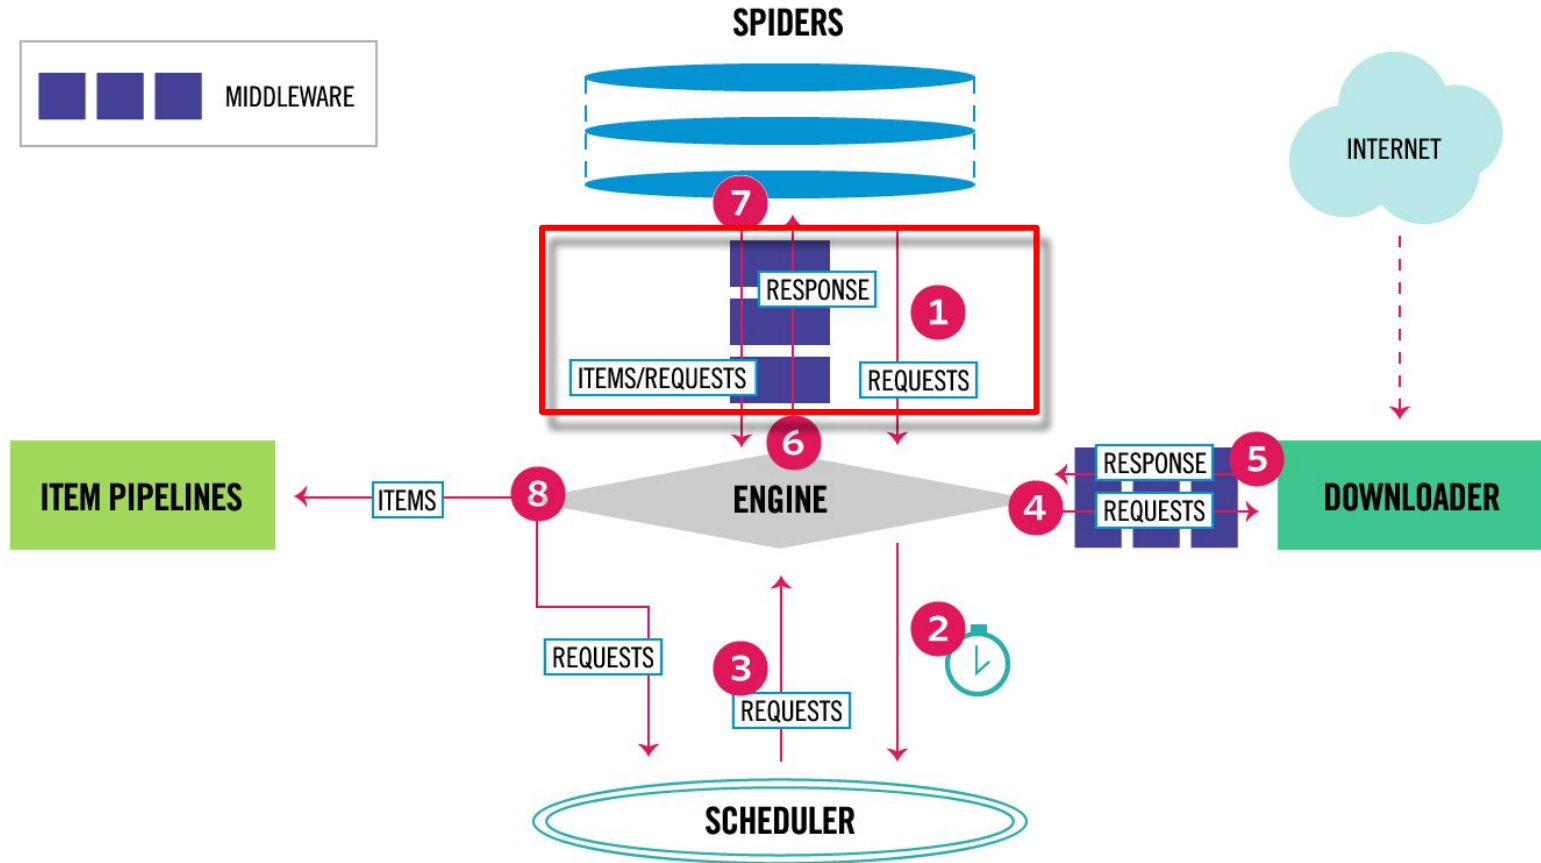 SPIDERS
MIDDLEWARE
INTERNET
7
RESPONSE
1
ITEMS/REQUESTS
REQUESTS
6
ITEM PIPELINES
ITEMS
8
ENGINE
4
RESPONSE
REQUESTS
5
DOWNLOADER
2
REQUESTS
3
REQUESTS
SCHEDULER